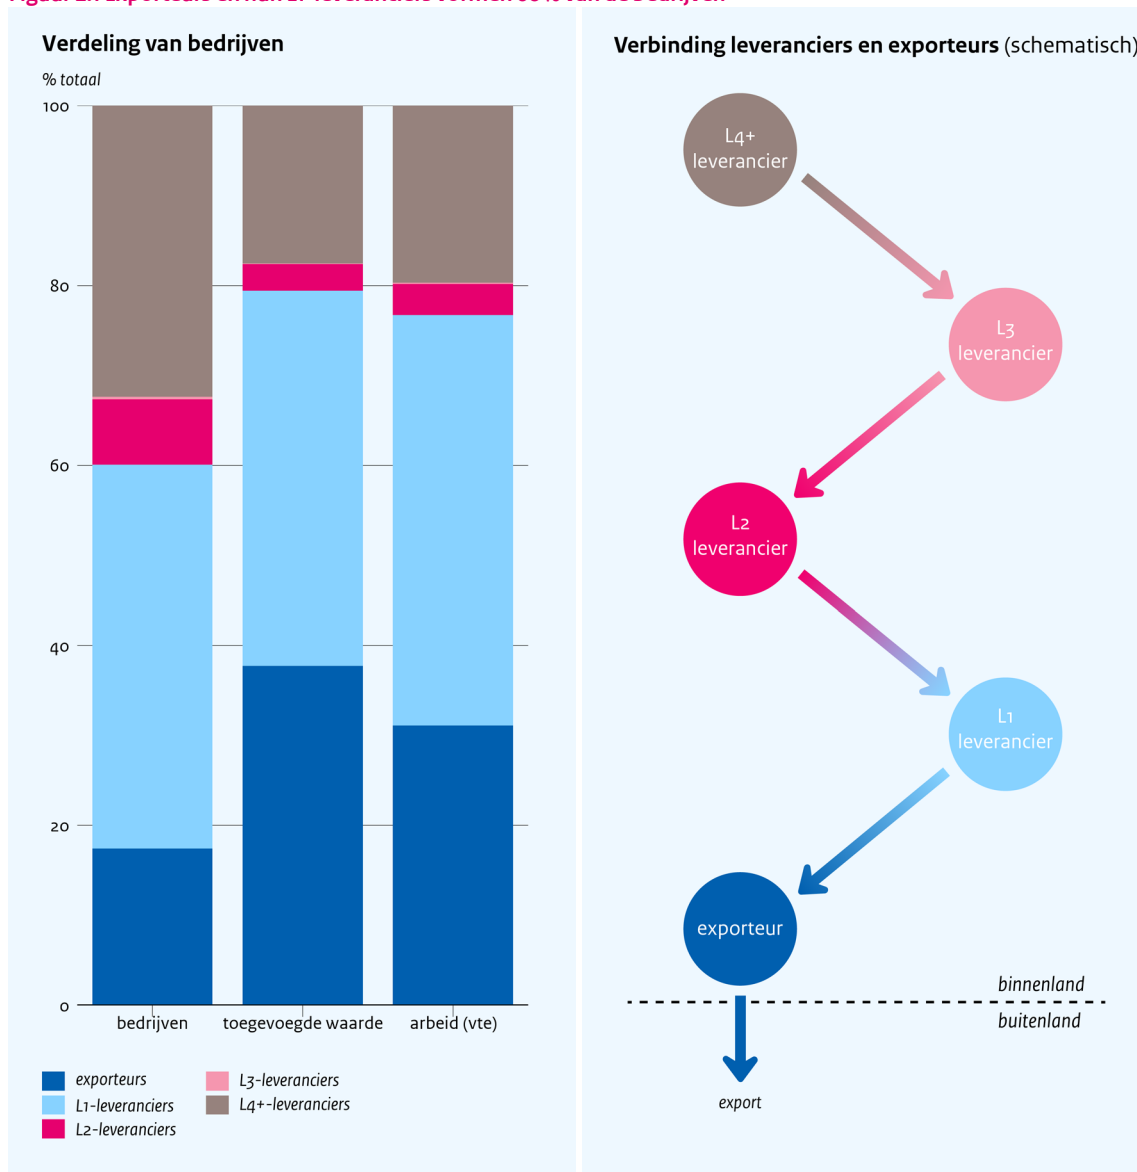 Verdeling van bedrijven
% totaal
100
80
60
40
20
0
bedrijven
toegevoegde waarde
arbeid (vte)
exporteurs
L1-leveranciers
L2-leveranciers
L3-leveranciers
L4+-leveranciers
Verbinding leveranciers en exporteurs (schematisch)
L4+
leverancier
L3
leverancier
L2
leverancier
L1
leverancier
exporteur
binnenland
buitenland
export